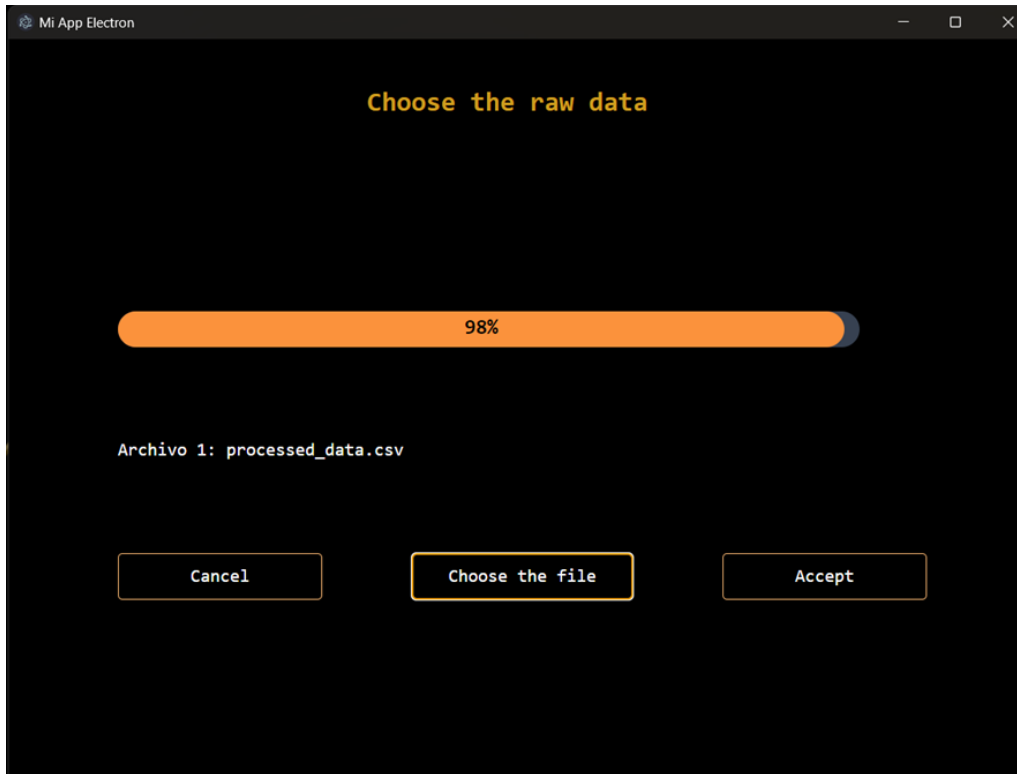 Mi App Electron
Choose the raw data
98%
Archivo 1: processed_data.csv
Cancel
Choose the file
Accept